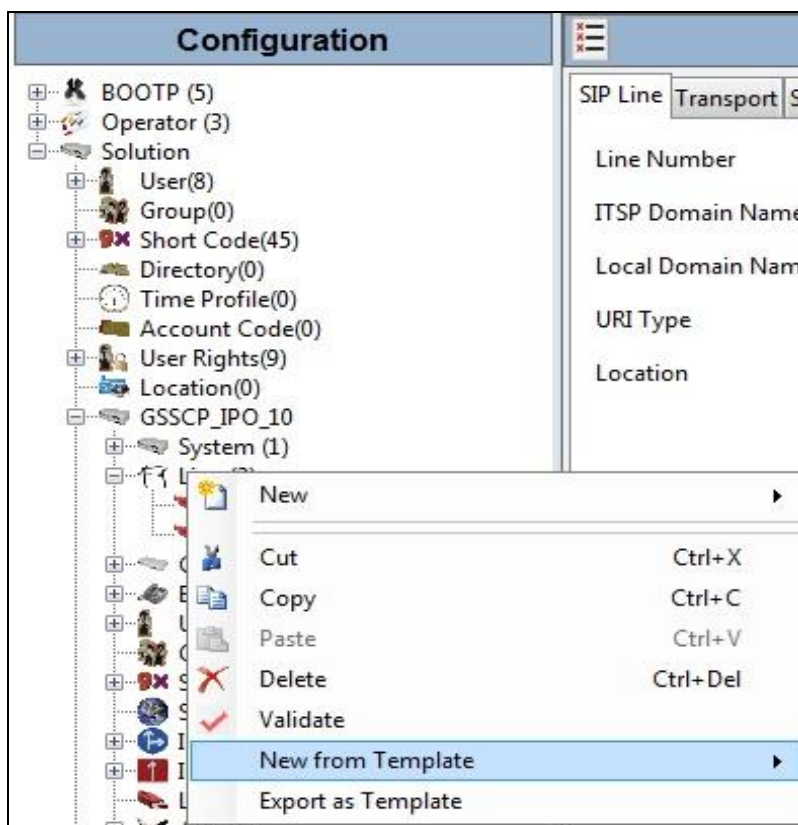 Configuration
BOOTP (5)
Operator (3)
Solution
User(8)
Group(0)
Short Code(45)
Directory(0)
Time Profile(0)
Account Code(0)
User Rights(9)
Location(0)
GSSCP_IPO_10
System (1)
SIP Line Transport
Line Number
ITSP Domain Name
Local Domain Nam
URI Type
Location
New
Cut Ctrl+X
Copy Ctrl+C
Paste Ctrl+V
Delete Ctrl+Del
Validate
New from Template
Export as Template